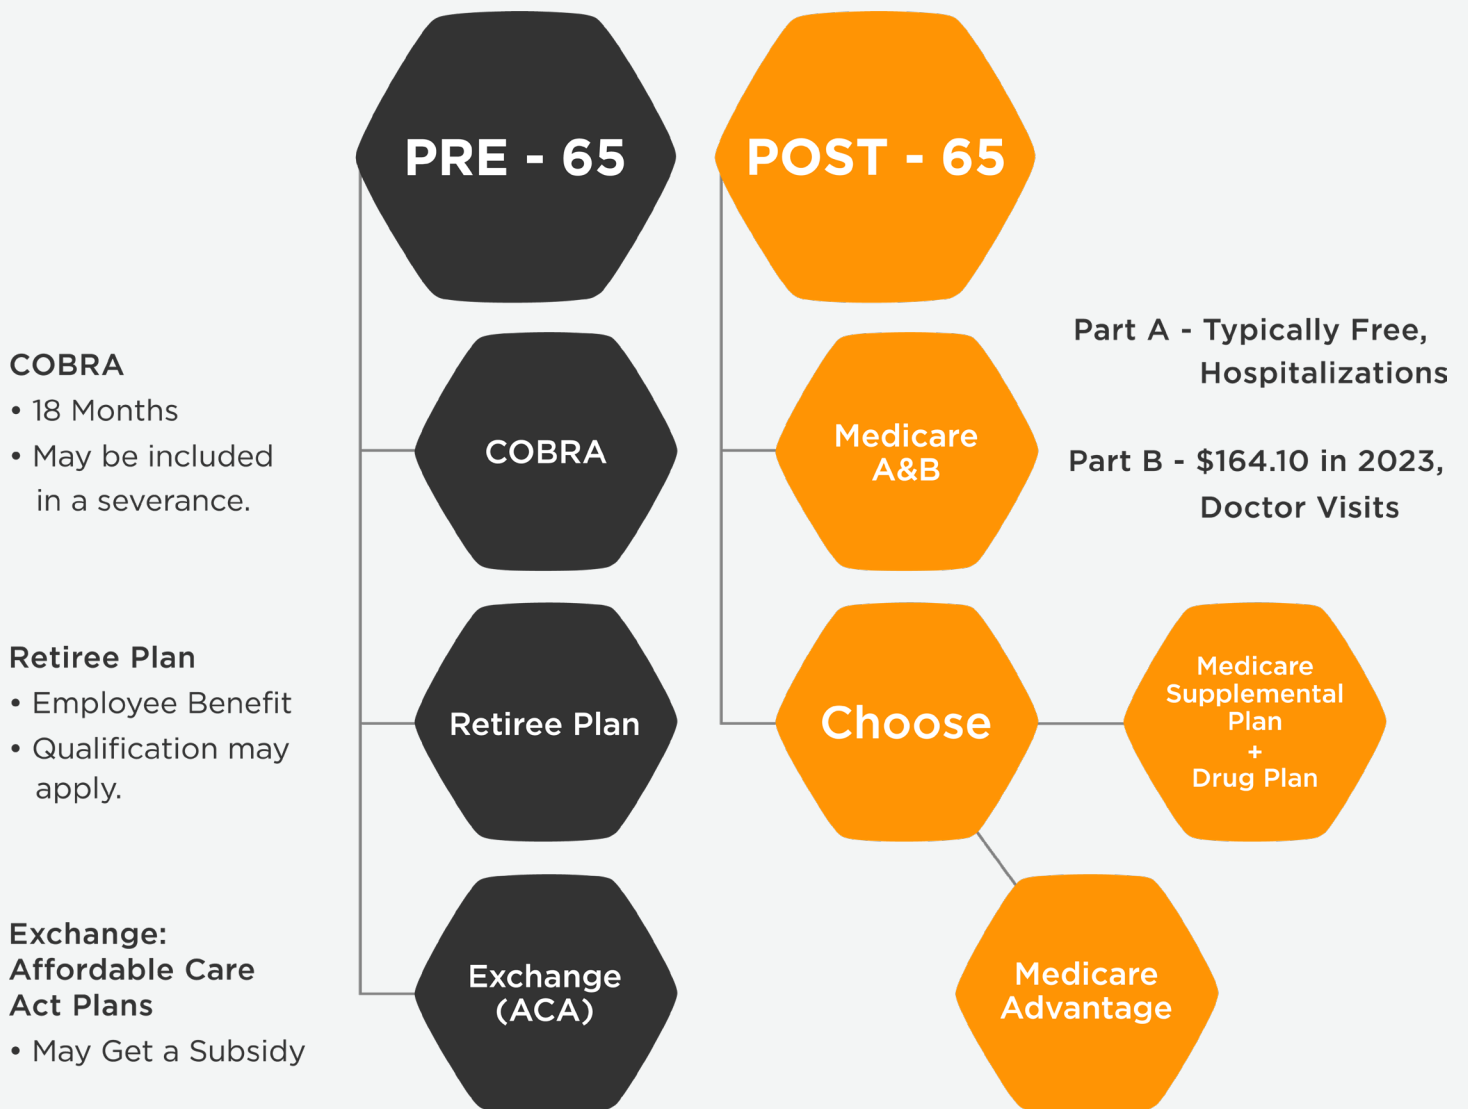 PRE - 65
COBRA
• 18 Months
• May be included
in a severance.
COBRA
Retiree Plan
• Employee Benefit
• Qualification may
apply.
Retiree Plan
Exchange:
Affordable Care
Act Plans
• May Get a Subsidy
Exchange
(ACA)
POST - 65
Medicare
A&B
Part A - Typically Free,
Hospitalizations
Part B - $164.10 in 2023,
Doctor Visits
Choose
Medicare
Supplemental
Plan
+
Drug Plan
Medicare
Advantage